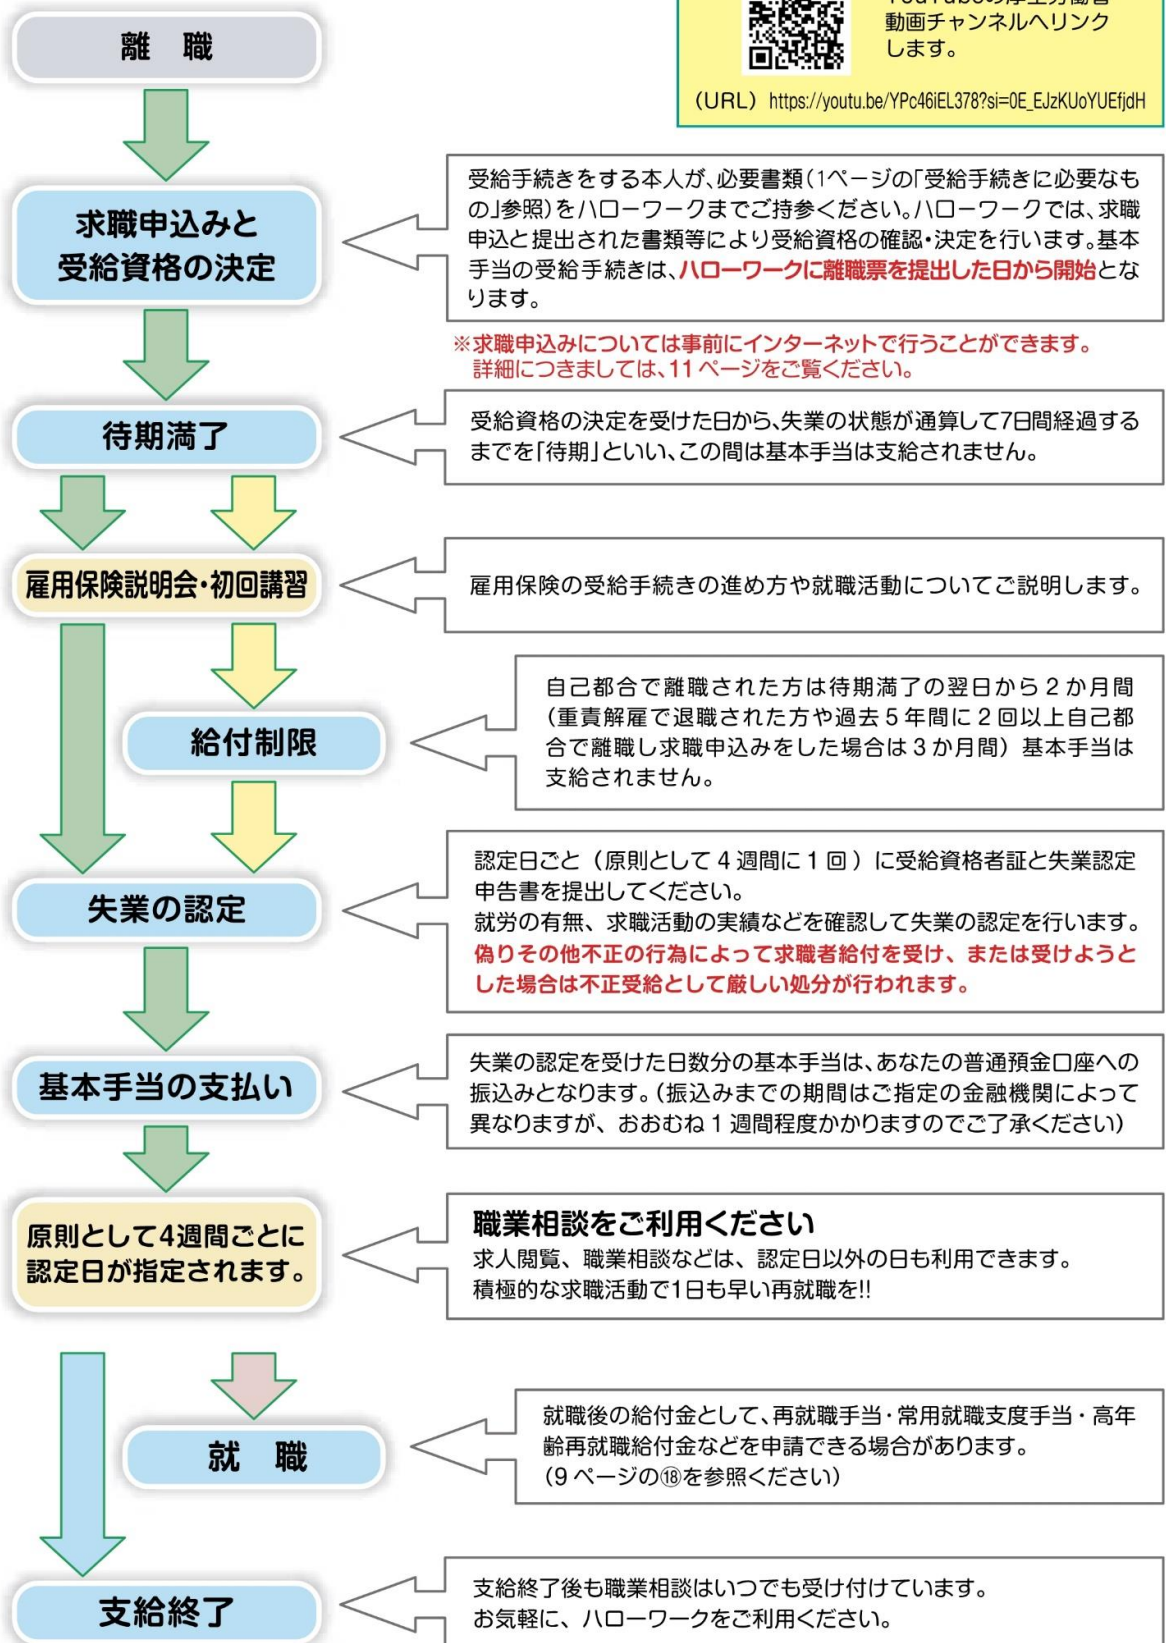 離　職
動画チャンネルへリンク
します。
（URL）https://youtu.be/YPc46iEL378?si=0E_EJzKUoYUEfjdH
求職申込みと
受給資格の決定
受給手続きをする本人が、必要書類（1ページの「受給手続きに必要なも
の」参照）をハローワークまでご持参ください。ハローワークでは、求職
申込と提出された書類等により受給資格の確認・決定を行います。基本
手当の受給手続きは、ハローワークに離職票を提出した日から開始とな
ります。
※求職申込みについては事前にインターネットで行うことができます。
詳細につきましては、11ページをご覧ください。
待期満了
受給資格の決定を受けた日から、失業の状態が通算して7日間経過する
までを「待期」といい、この間は基本手当は支給されません。
雇用保険説明会・初回講習
雇用保険の受給手続きの進め方や就職活動についてご説明します。
給付制限
自己都合で離職された方は待期満了の翌日から２か月間
（重責解雇で退職された方や過去５年間に２回以上自己都
合で離職し求職申込みをした場合は３か月間）基本手当は
支給されません。
失業の認定
認定日ごと（原則として４週間に１回）に受給資格者証と失業認定
申告書を提出してください。
就労の有無、求職活動の実績などを確認して失業の認定を行います。
偽りその他不正の行為によって求職者給付を受け、または受けようと
した場合は不正受給として厳しい処分が行われます。
基本手当の支払い
失業の認定を受けた日数分の基本手当は、あなたの普通預金口座への
振込みとなります。（振込みまでの期間はご指定の金融機関によって
異なりますが、おおむね１週間程度かかりますのでご了承ください）
原則として4週間ごとに
認定日が指定されます。
職業相談をご利用ください
求人閲覧、職業相談などは、認定日以外の日も利用できます。
積極的な求職活動で1日も早い再就職を!!
就　職
就職後の給付金として、再就職手当・常用就職支度手当・高年
齢再就職給付金などを申請できる場合があります。
（9ページの⑱を参照ください）
支給終了
支給終了後も職業相談はいつでも受け付けています。
お気軽に、ハローワークをご利用ください。